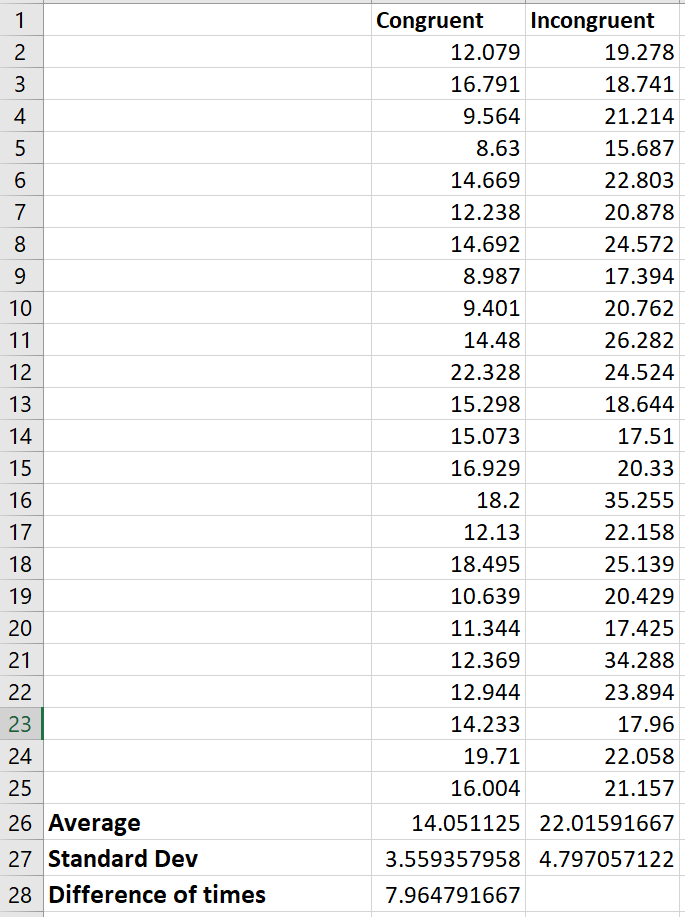 1 Congruent Incongruent
2 12.079 19.278
3 16.791 18.741
4 9.564 21.214
5 8.63 15.687
6 14.669 22.803
7 12.238 20.878
8 14.692 24.572
9 8.987 17.394
10 9.401 20.762
11 14.48 26.282
12 22.328 24.524
13 15.298 18.644
14 15.073 17.51
15 16.929 20.33
16 18.2 35.255
17 12.13 22.158
18 18.495 25.139
19 10.639 20.429
20 11.344 17.425
21 12.369 34.288
22 12.944 23.894
23 14.233 17.96
24 19.71 22.058
25 16.004 21.157
26 Average 14.051125 22.01591667
27 Standard Dev 3.559357958 4.797057122
28 Difference of times 7.964791667